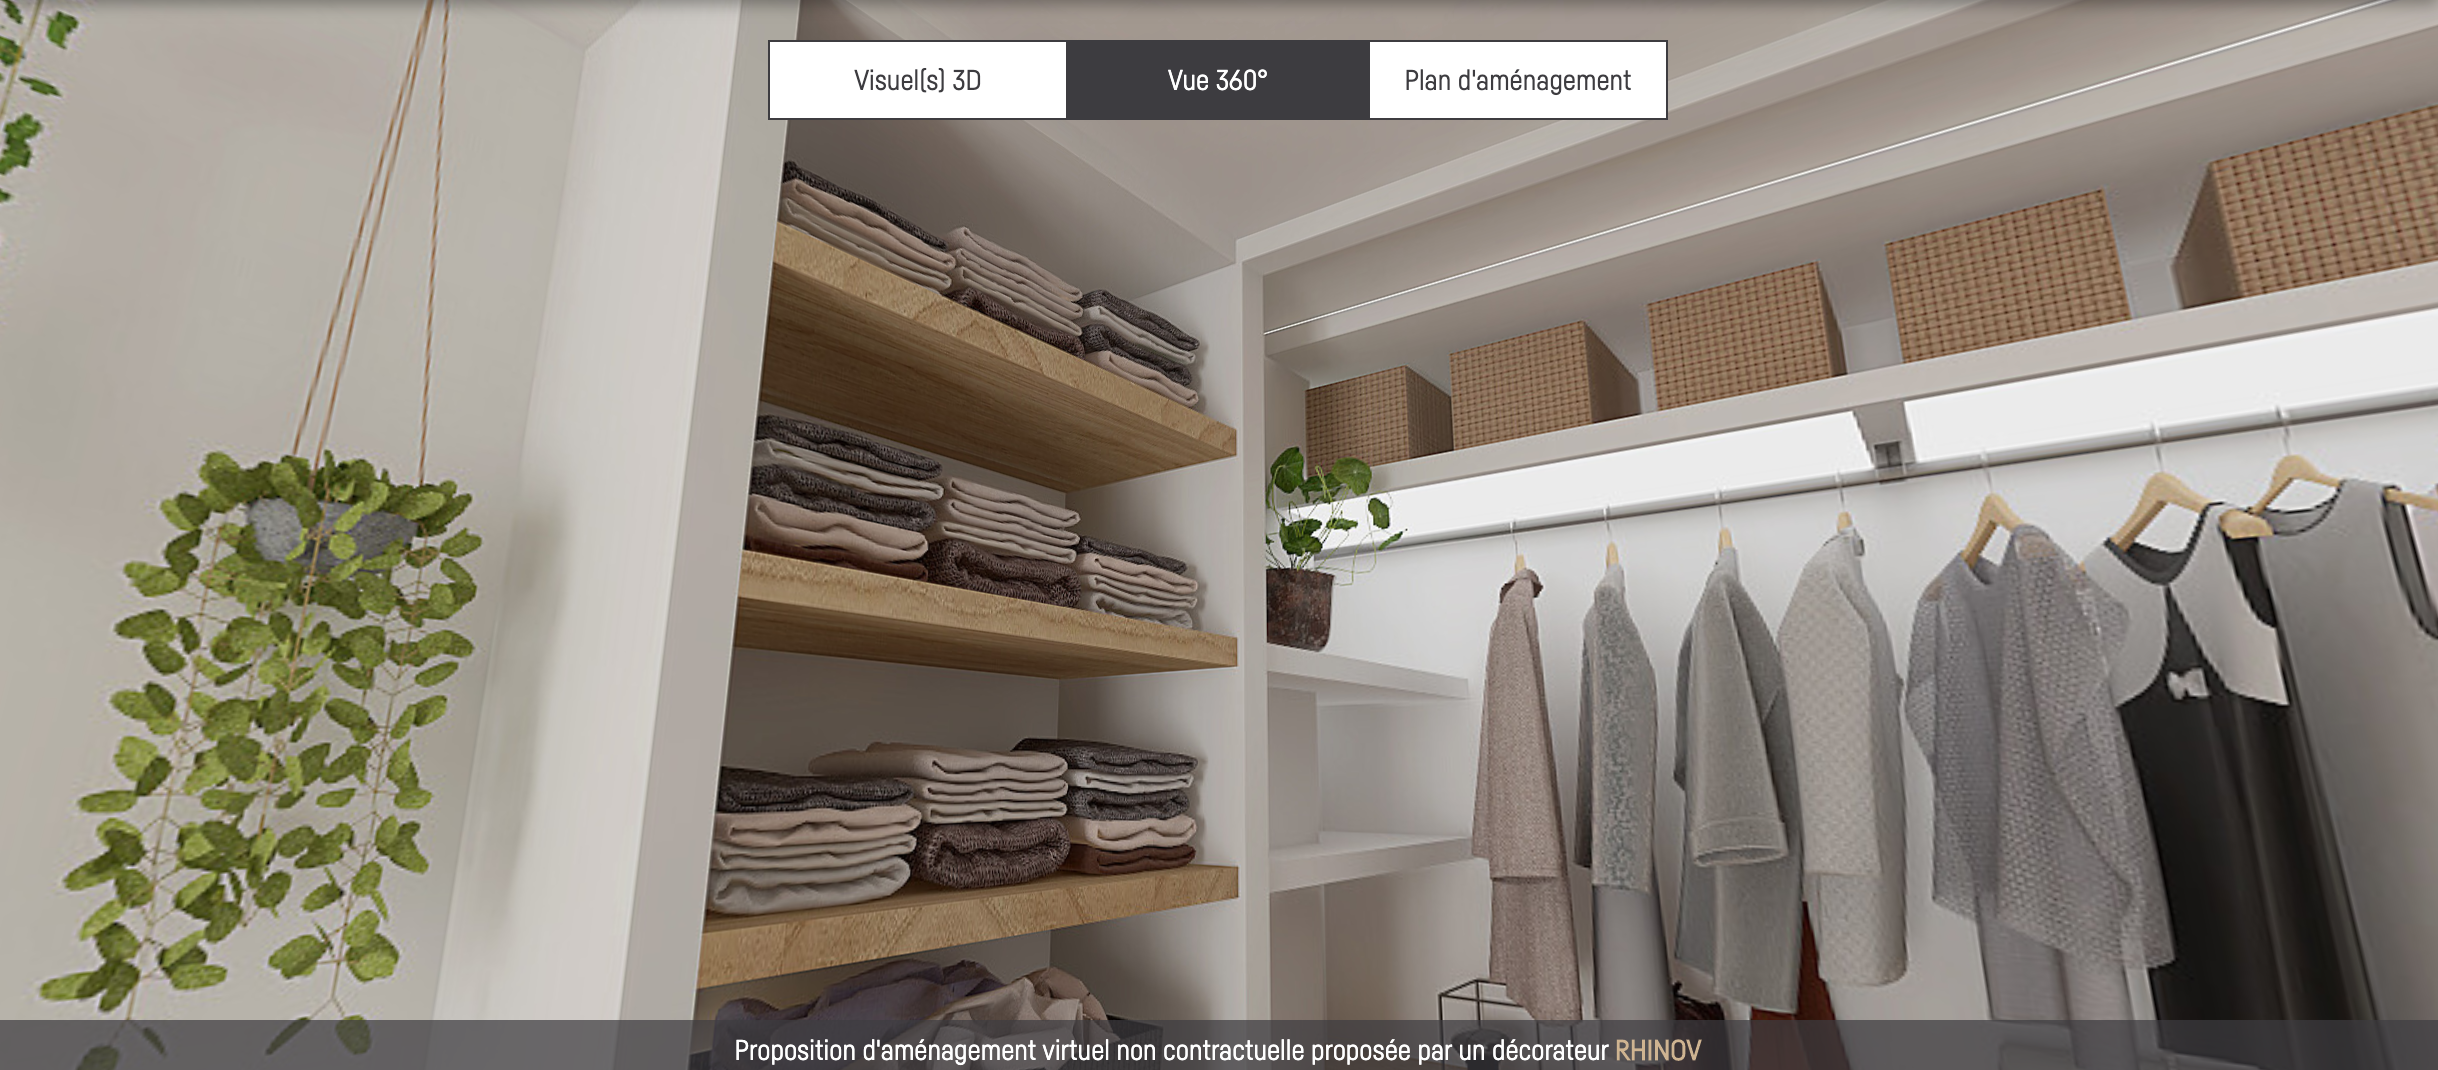 Visuel(s) 3D
Vue 360°
Plan d'aménagement
Proposition d'aménagement virtuel non contractuelle proposée par un décorateur RHINOV